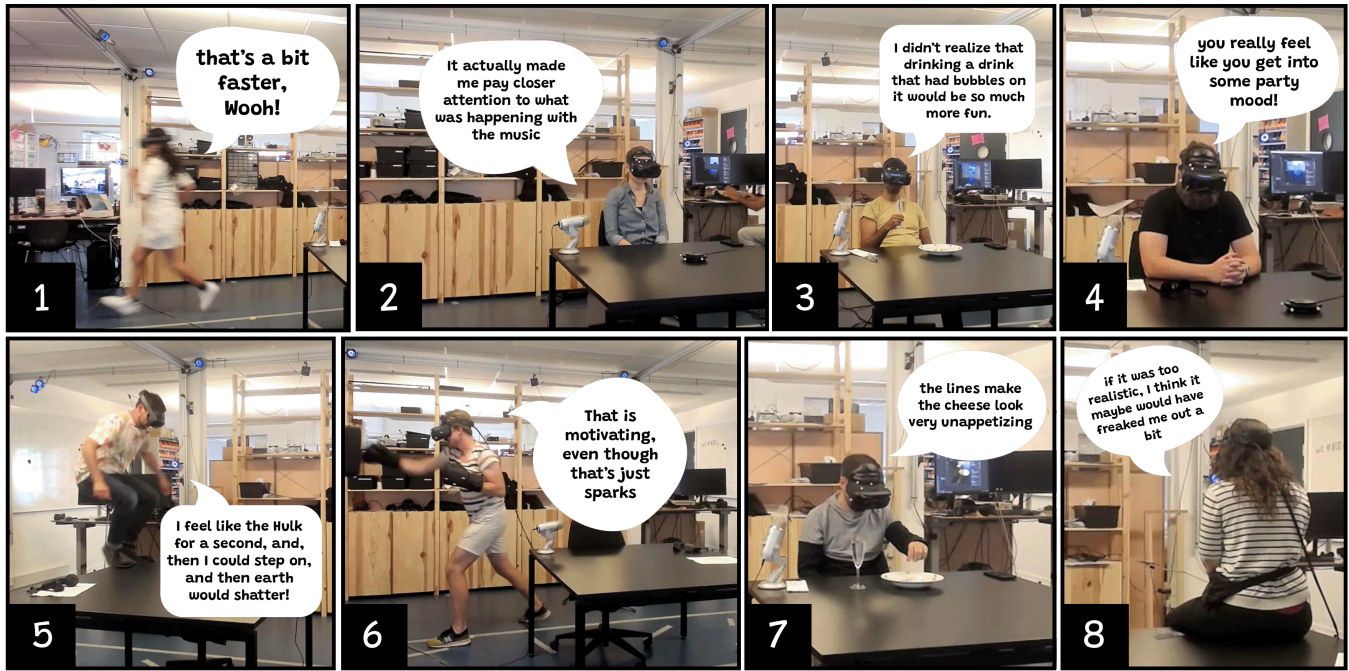 that's a bit
faster,
Wooh!
1
It actually made
me pay closer
attention to what
was happening with
the music
2
I didn't realize that
drinking a drink
that had bubbles on
it would be so much
more fun.
3
you really feel
like you get into
some party
mood!
4
I feel like the Hulk
for a second, and,
then I could step on,
and then earth
would shatter!
5
That is
motivating,
even though
that's just
sparks
6
the lines make
the cheese look
very unappetizing
7
if it was too
realistic, I think it
maybe would have
freaked me out a
bit
8